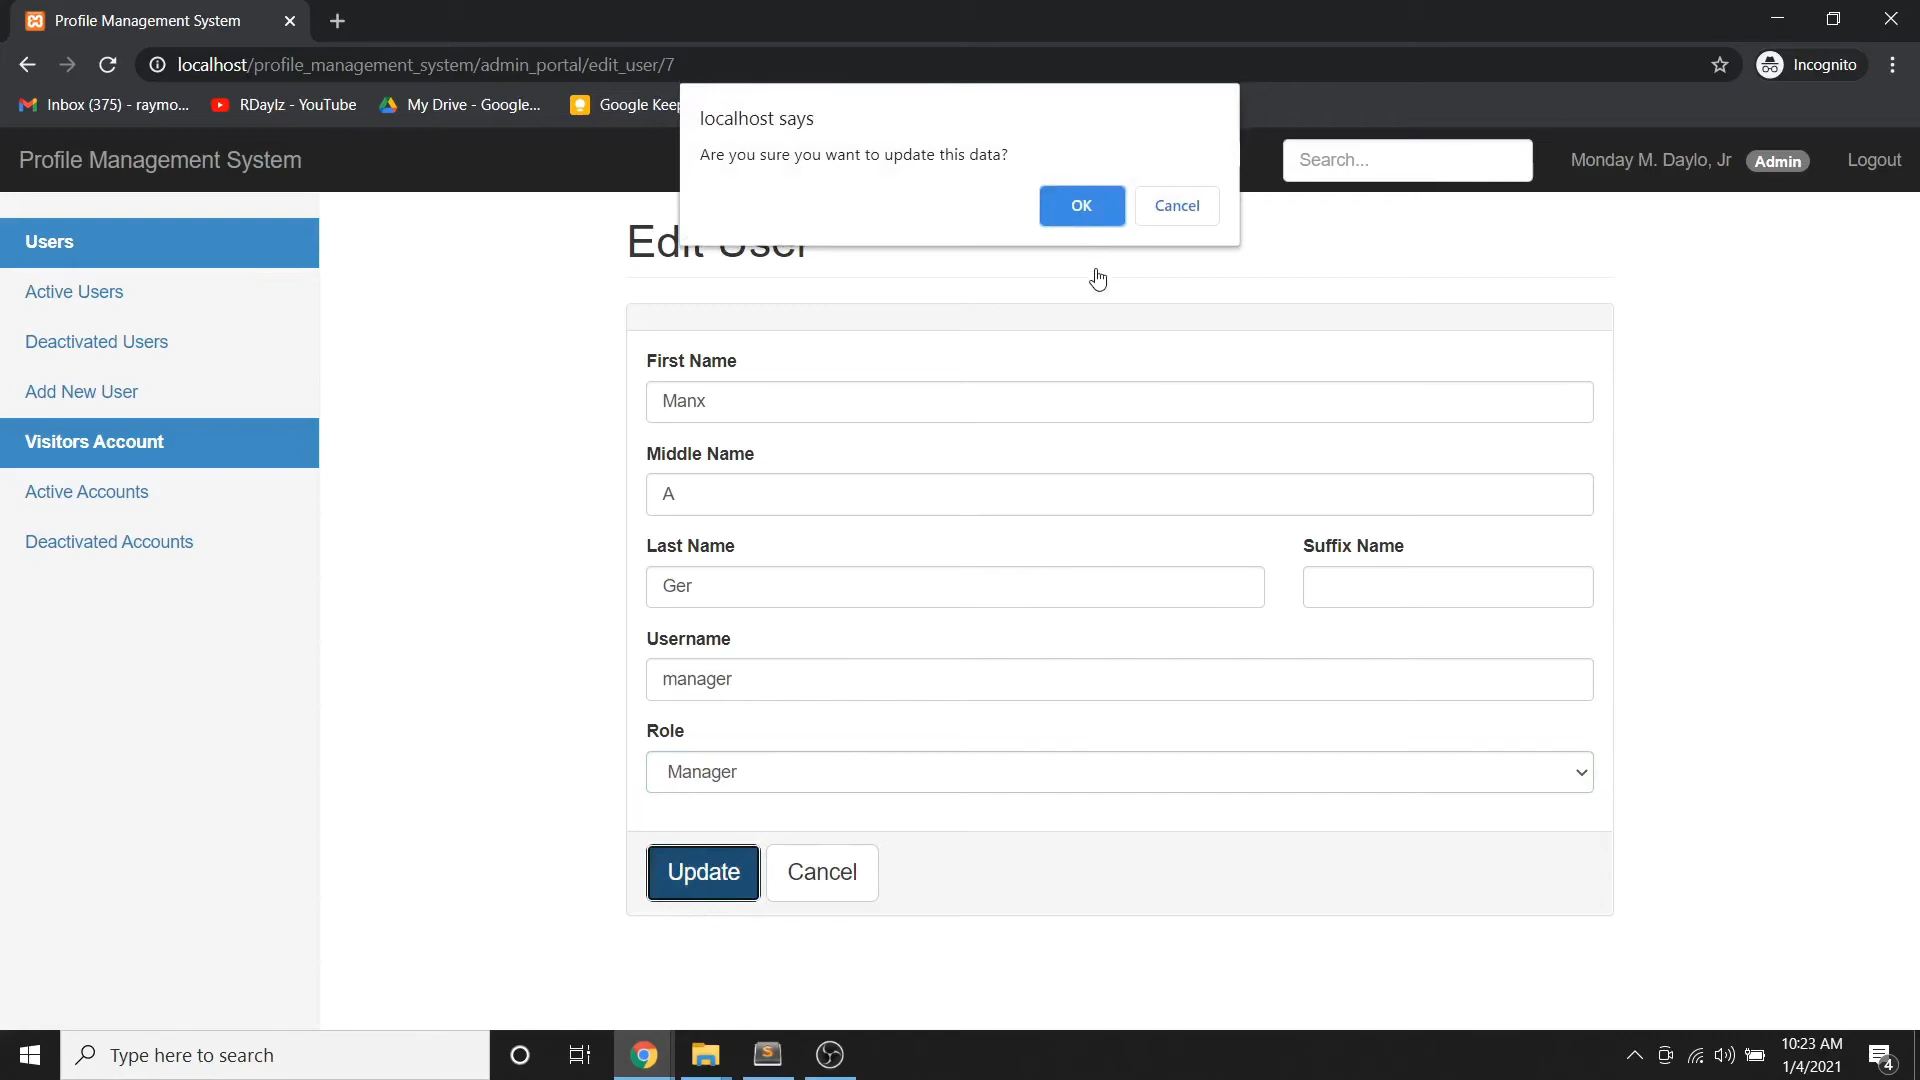 Profile Management System
localhost/profile_management_system/admin_portal/edit_user/7
Incognito
Inbox (375) - raymo...
RDaylz - YouTube
My Drive - Google...
Google Keep
localhost says
Are you sure you want to update this data?
OK
Cancel
Profile Management System
Search...
Monday M. Daylo, Jr
Admin
Logout
Users
Active Users
Deactivated Users
Add New User
Visitors Account
Active Accounts
Deactivated Accounts
Edit User
First Name
Manx
Middle Name
A
Last Name
Suffix Name
Ger
Username
manager
Role
Manager
Update
Cancel
Type here to search
10:23 AM
1/4/2021
4